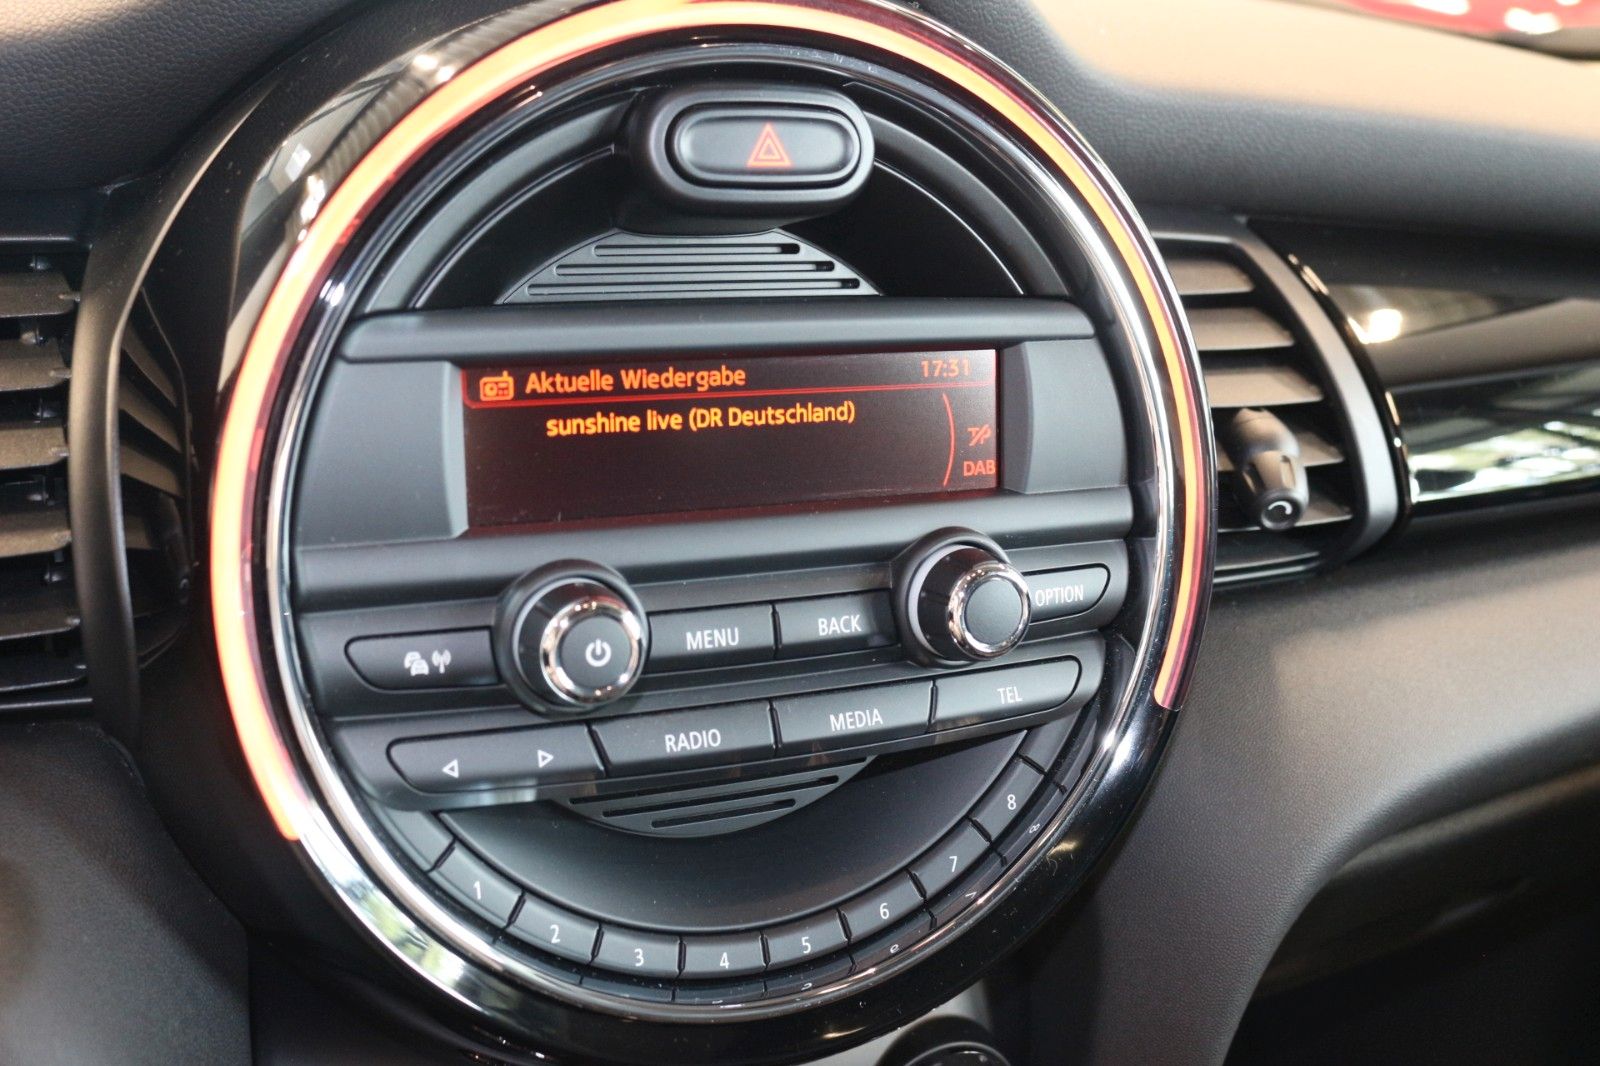 Aktuelle Wiedergabe 17:31
sunshine live (DR Deutschland)
TP
DAB
MENU BACK OPTION
RADIO MEDIA TEL
1 2 3 4 5 6 7 8